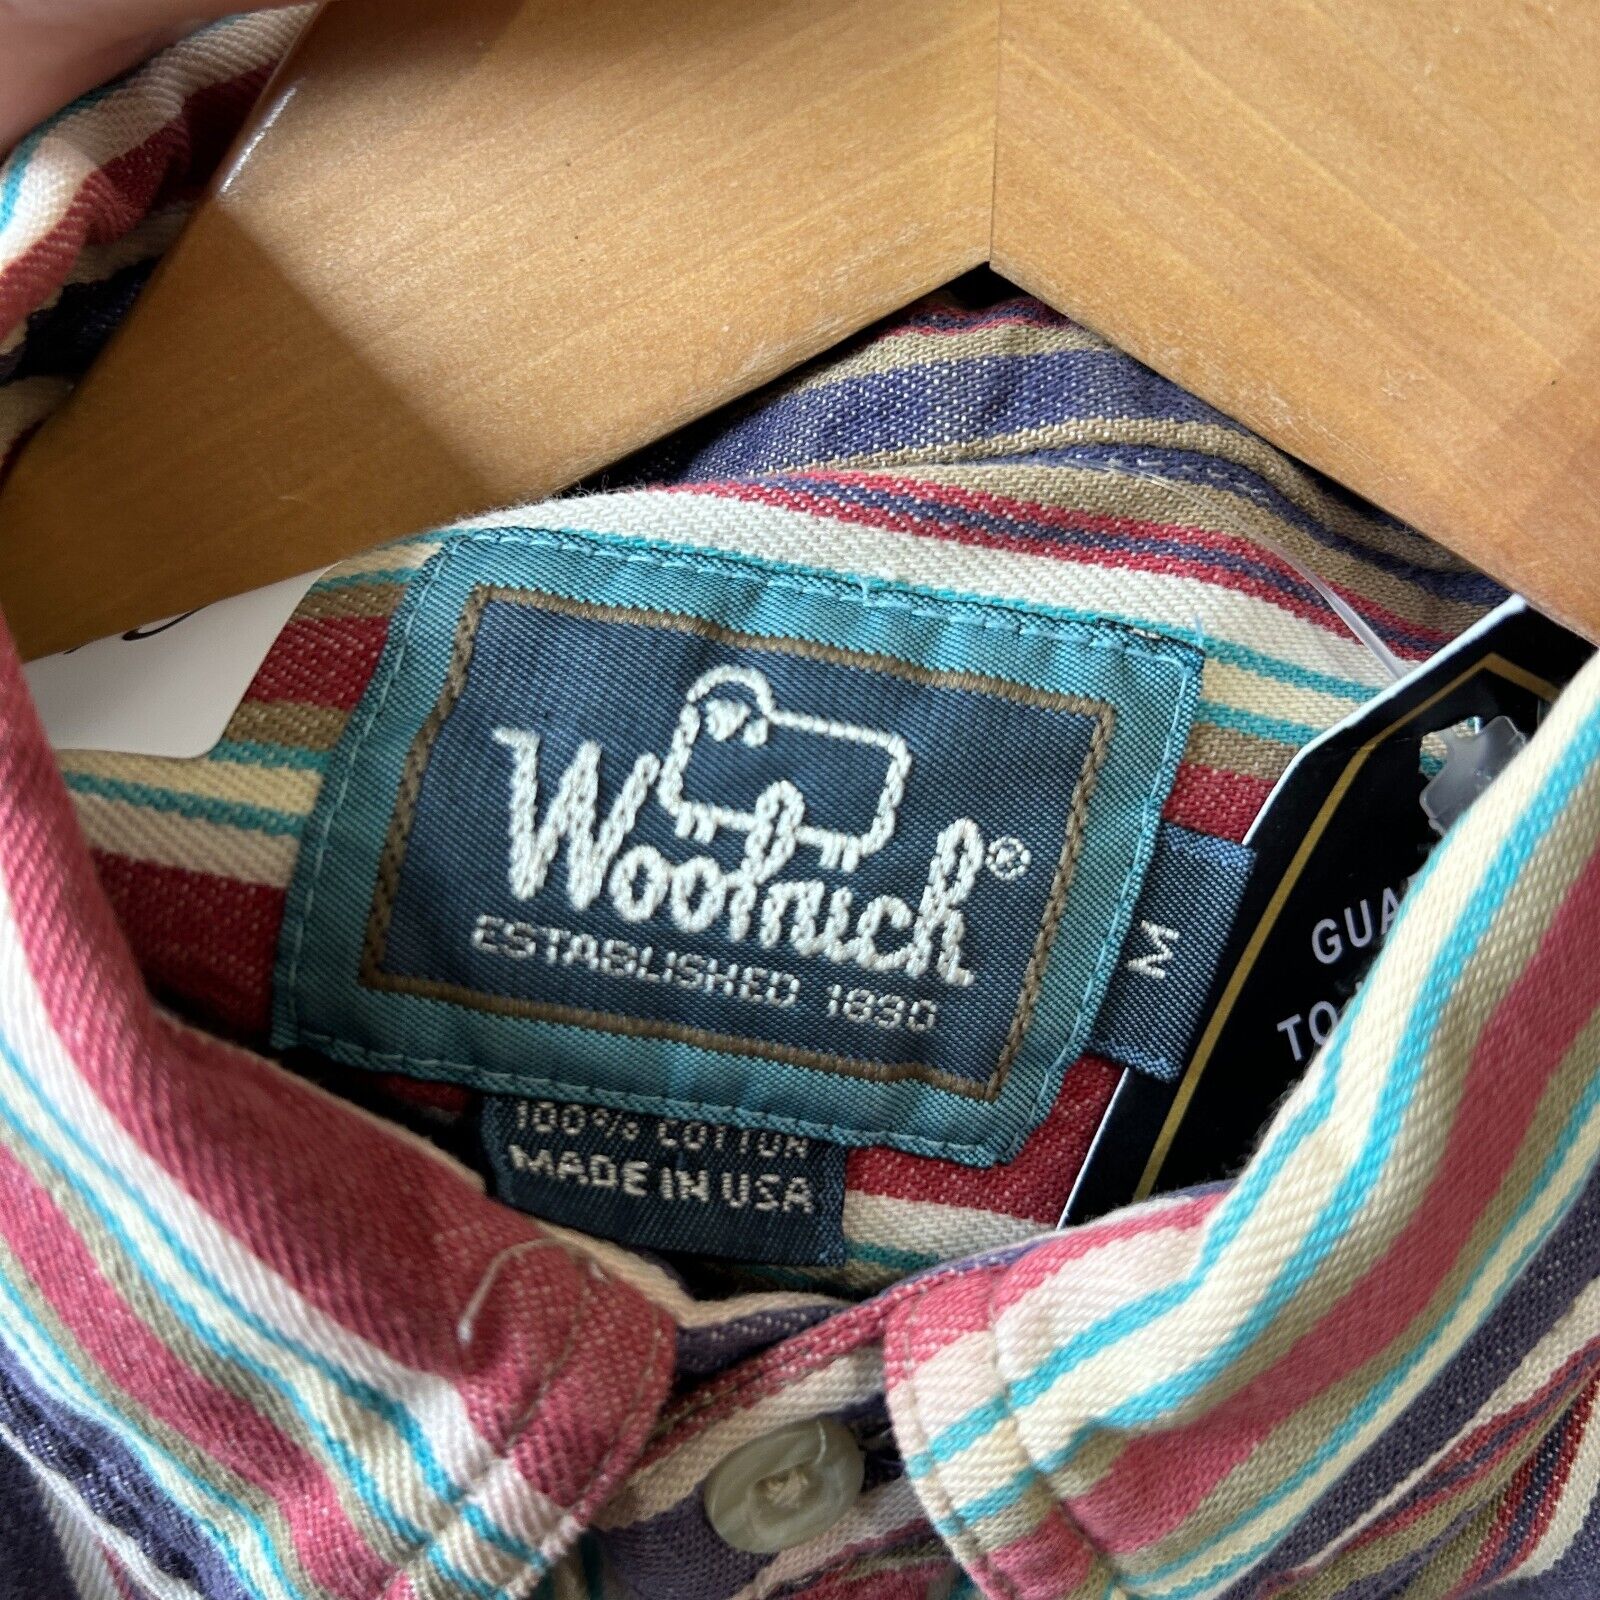 Woolrich®
ESTABLISHED 1830
M
100% COTTON
MADE IN USA
GUA
TO